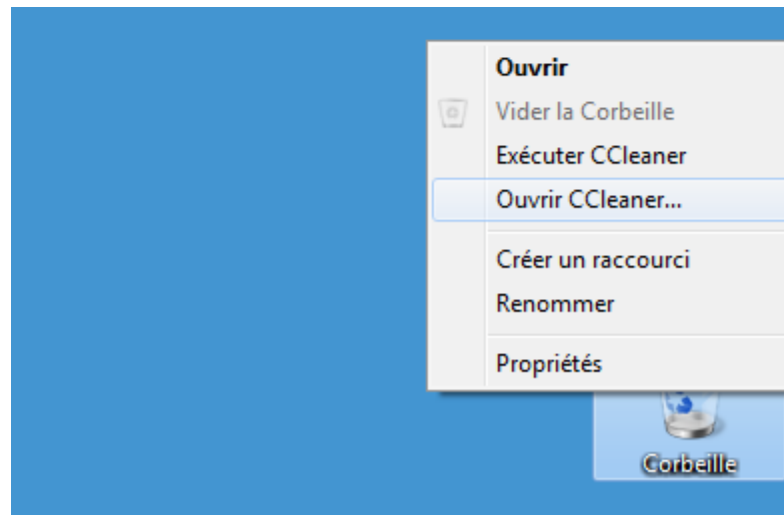 Ouvrir
Vider la Corbeille
Exécuter CCleaner
Ouvrir CCleaner...
Créer un raccourci
Renommer
Propriétés
Corbeille